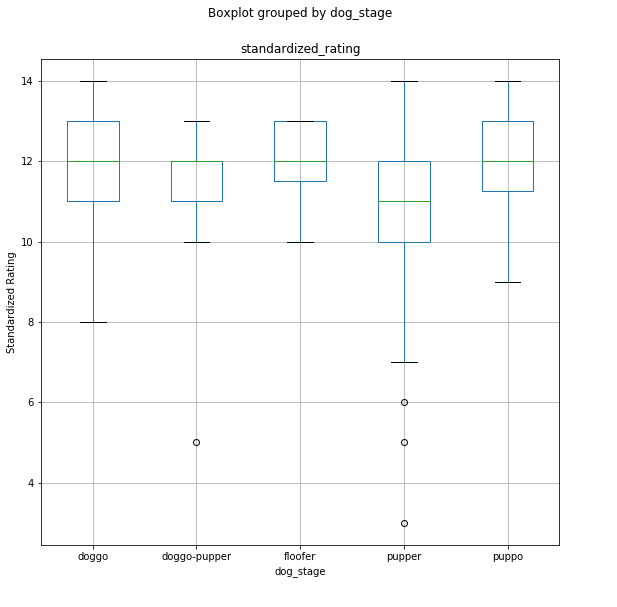 Boxplot grouped by dog_stage
standardized_rating
14
12
10
8
6
4
Standardized Rating
doggo doggo-pupper floofer pupper puppo
dog_stage